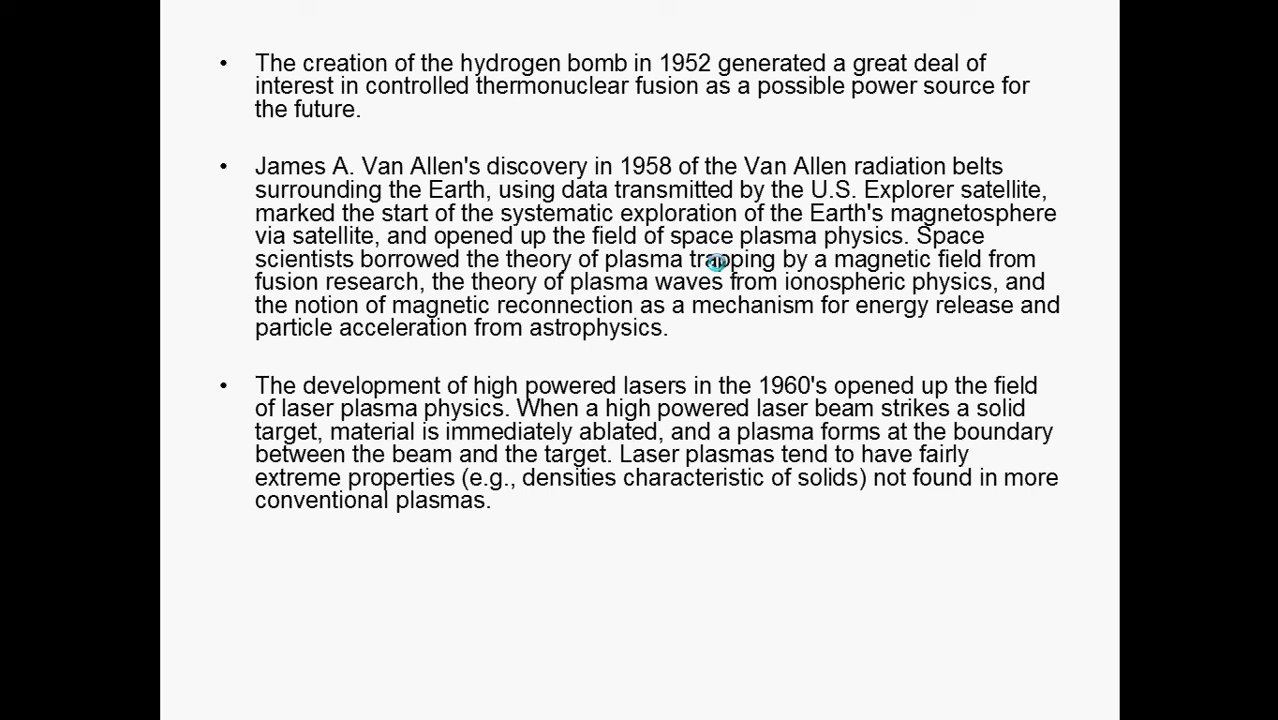 • The creation of the hydrogen bomb in 1952 generated a great deal of
interest in controlled thermonuclear fusion as a possible power source for
the future.
• James A. Van Allen's discovery in 1958 of the Van Allen radiation belts
surrounding the Earth, using data transmitted by the U.S. Explorer satellite,
marked the start of the systematic exploration of the Earth's magnetosphere
via satellite, and opened up the field of space plasma physics. Space
scientists borrowed the theory of plasma trapping by a magnetic field from
fusion research, the theory of plasma waves from ionospheric physics, and
the notion of magnetic reconnection as a mechanism for energy release and
particle acceleration from astrophysics.
• The development of high powered lasers in the 1960's opened up the field
of laser plasma physics. When a high powered laser beam strikes a solid
target, material is immediately ablated, and a plasma forms at the boundary
between the beam and the target. Laser plasmas tend to have fairly
extreme properties (e.g., densities characteristic of solids) not found in more
conventional plasmas.